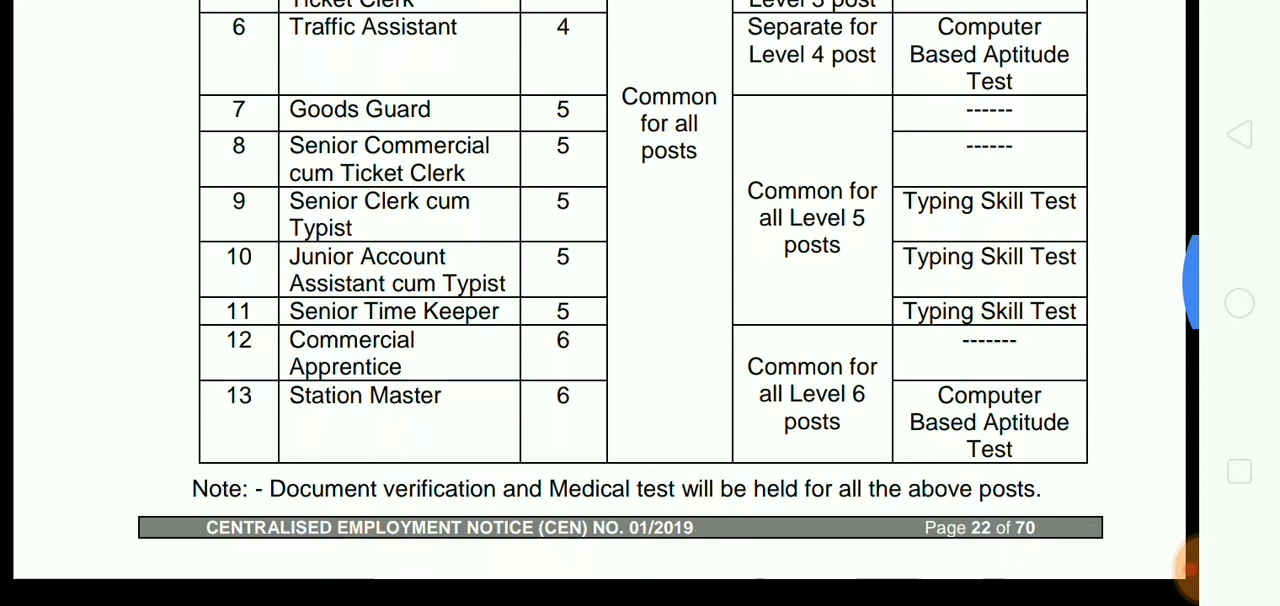 Ticket Clerk
Level 3 post
6 Traffic Assistant 4 Separate for Computer
Level 4 post Based Aptitude
Test
Common
for all
posts
7 Goods Guard 5 ------
8 Senior Commercial 5 ------
cum Ticket Clerk
Common for
all Level 5
posts
9 Senior Clerk cum 5 Typing Skill Test
Typist
10 Junior Account 5 Typing Skill Test
Assistant cum Typist
11 Senior Time Keeper 5 Typing Skill Test
12 Commercial 6 -------
Apprentice
Common for
all Level 6
posts
13 Station Master 6 Computer
Based Aptitude
Test
Note: - Document verification and Medical test will be held for all the above posts.
CENTRALISED EMPLOYMENT NOTICE (CEN) NO. 01/2019 Page 22 of 70